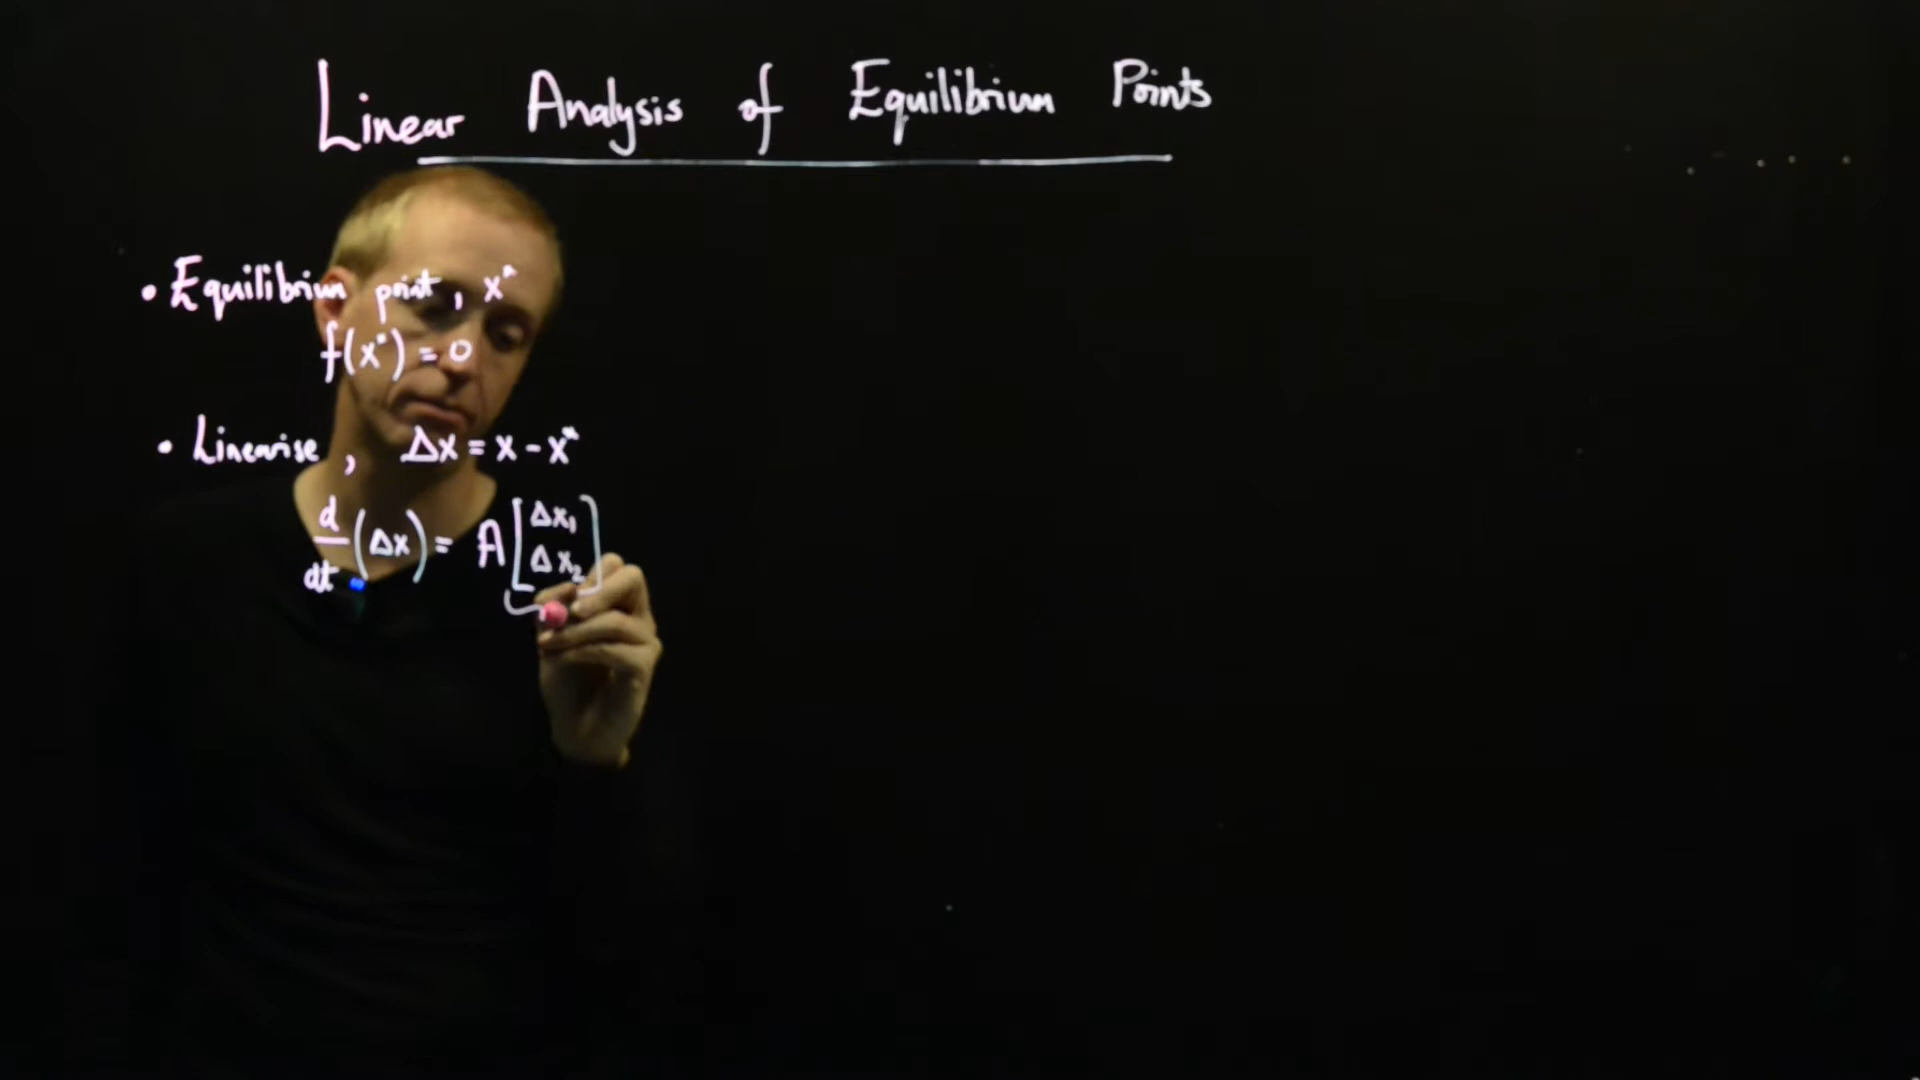 Linear Analysis of Equilibrium Points
• Equilibrium point, x*
f(x*) = 0
• Linearise, Δx = x - x*
d/dt (Δx) = A [Δx₁ Δx₂]